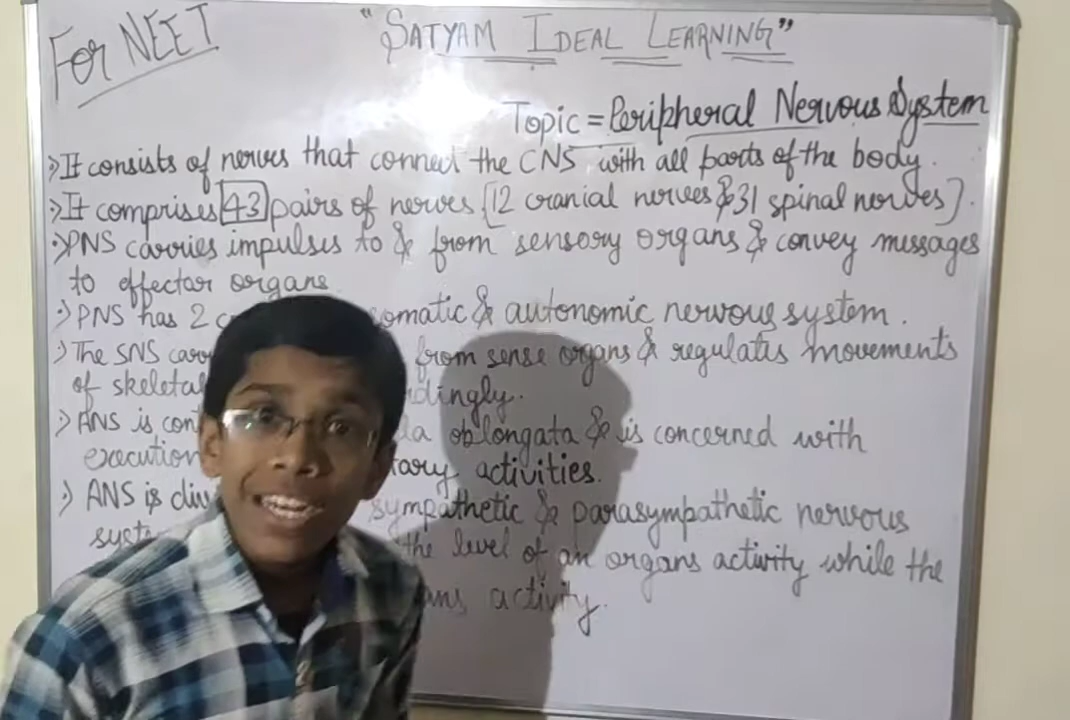 For NEET
"SATYAM IDEAL LEARNING"
Topic = Peripheral Nervous System
It consists of nerves that connect the CNS with all parts of the body.
It comprises 43 pairs of nerves [12 cranial nerves & 31 spinal nerves].
PNS carries impulses to & from sensory organs & convey messages
to effector organs.
PNS has 2 omatic & autonomic nervous system.
The SNS from sense organs & regulates movements
of skeletal dingly.
ANS is oblongata & is concerned with
execution tary activities.
ANS is sympathetic & parasympathetic nervous
the level of an organs activity while the
ans activity.